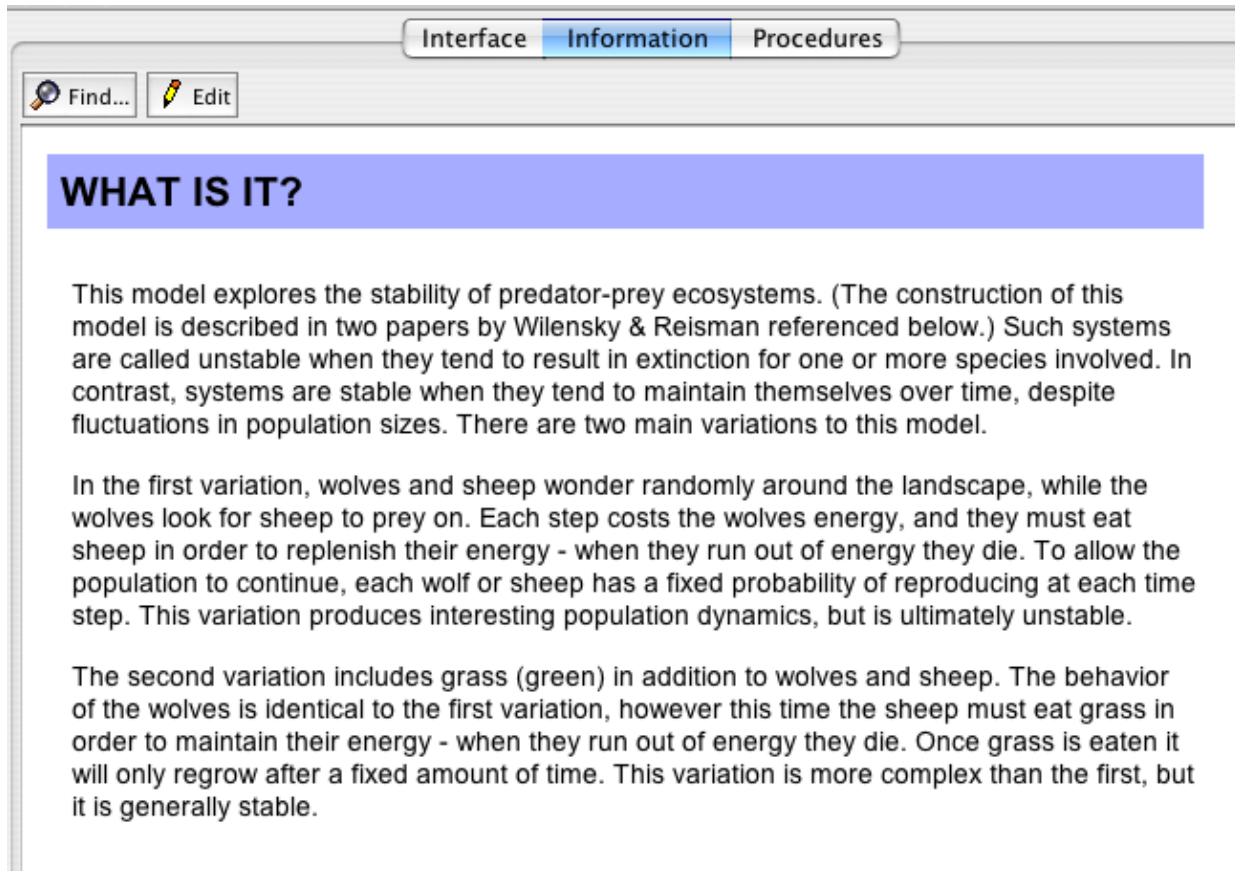 Interface Information Procedures
Find... Edit
WHAT IS IT?
This model explores the stability of predator-prey ecosystems. (The construction of this
model is described in two papers by Wilensky & Reisman referenced below.) Such systems
are called unstable when they tend to result in extinction for one or more species involved. In
contrast, systems are stable when they tend to maintain themselves over time, despite
fluctuations in population sizes. There are two main variations to this model.
In the first variation, wolves and sheep wonder randomly around the landscape, while the
wolves look for sheep to prey on. Each step costs the wolves energy, and they must eat
sheep in order to replenish their energy - when they run out of energy they die. To allow the
population to continue, each wolf or sheep has a fixed probability of reproducing at each time
step. This variation produces interesting population dynamics, but is ultimately unstable.
The second variation includes grass (green) in addition to wolves and sheep. The behavior
of the wolves is identical to the first variation, however this time the sheep must eat grass in
order to maintain their energy - when they run out of energy they die. Once grass is eaten it
will only regrow after a fixed amount of time. This variation is more complex than the first, but
it is generally stable.